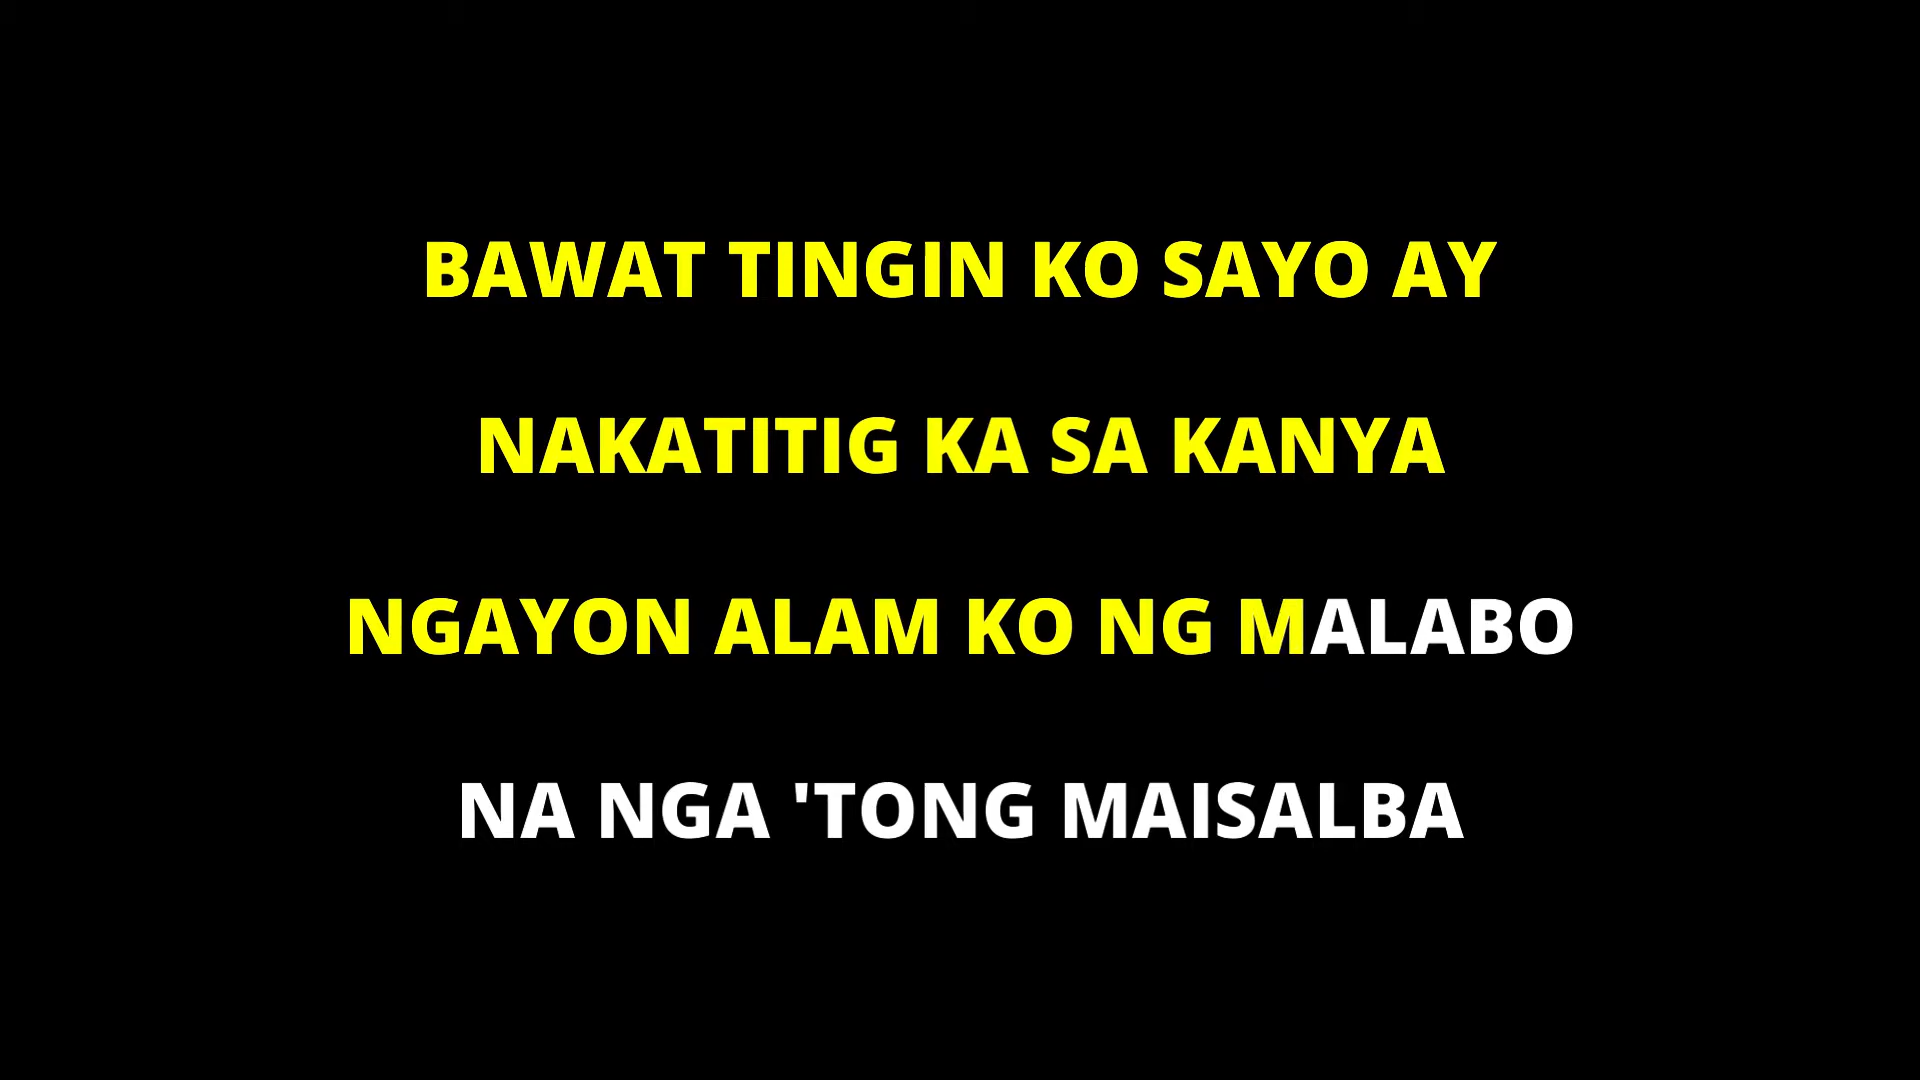 BAWAT TINGIN KO SAYO AY
NAKATITIG KA SA KANYA
NGAYON ALAM KO NG MALABO
NA NGA 'TONG MAISALBA